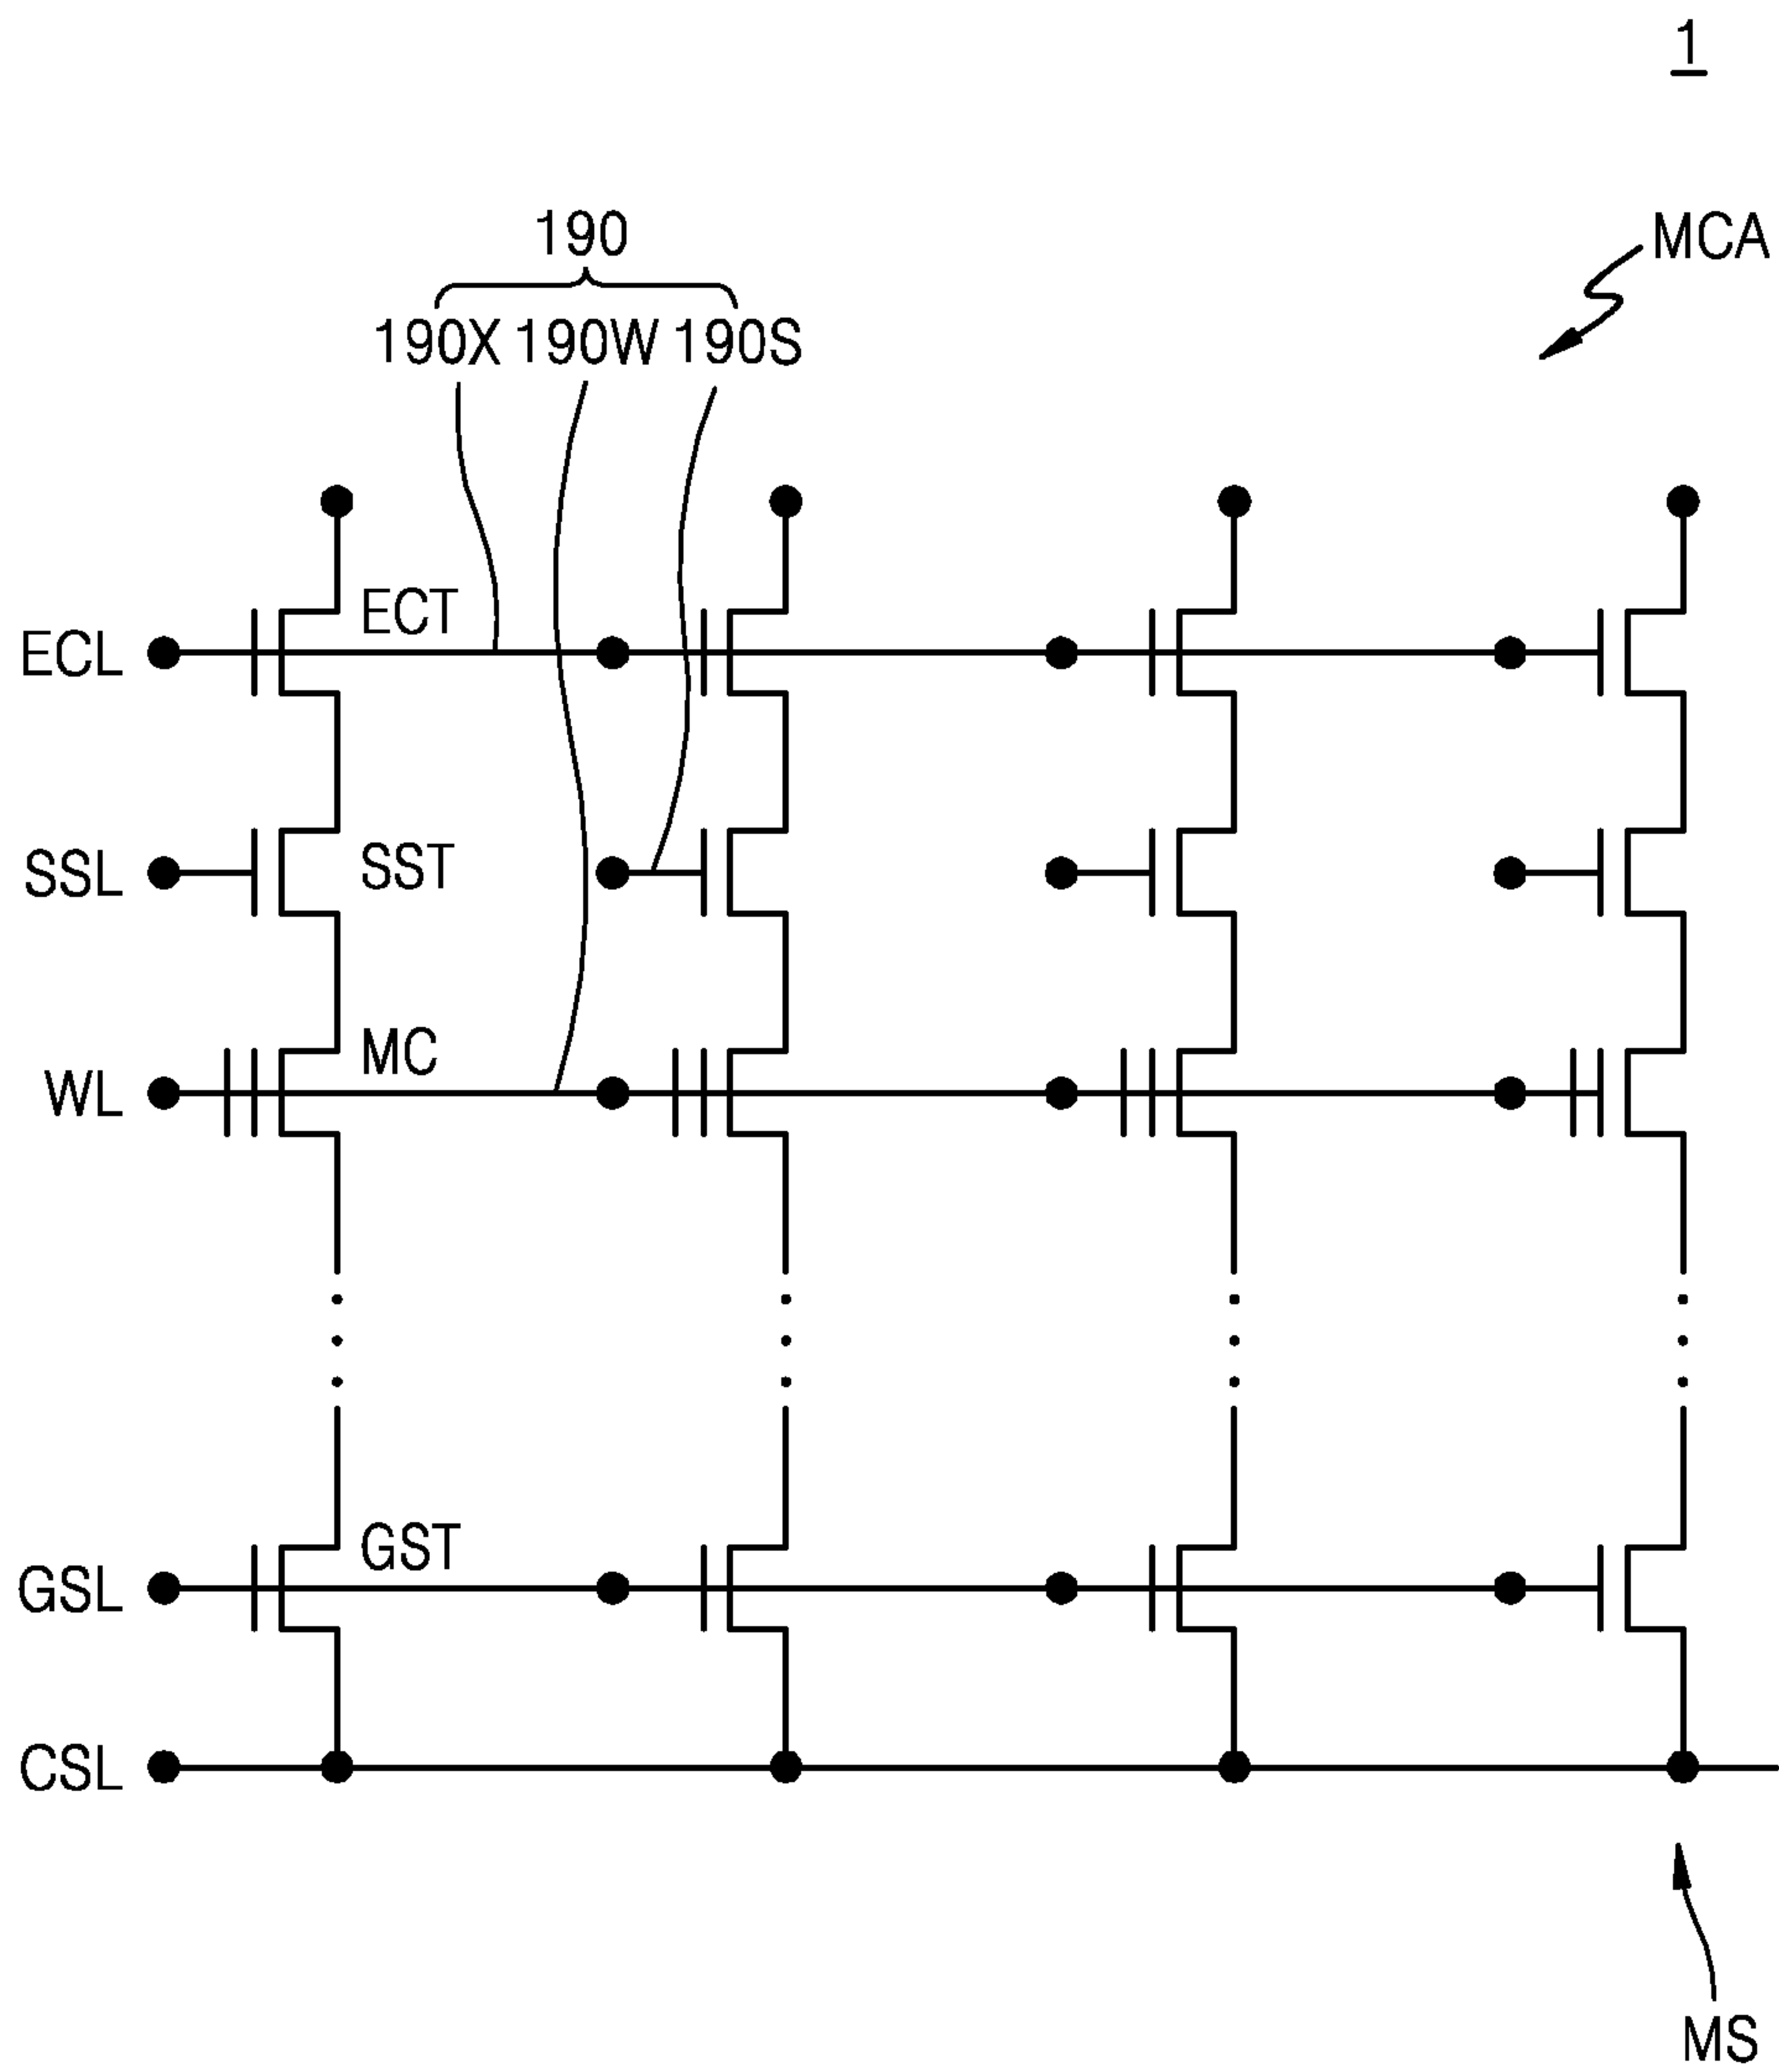 1
190
MCA
190X 190W 190S
ECT
ECL
SST
SSL
MC
WL
GST
GSL
CSL
MS